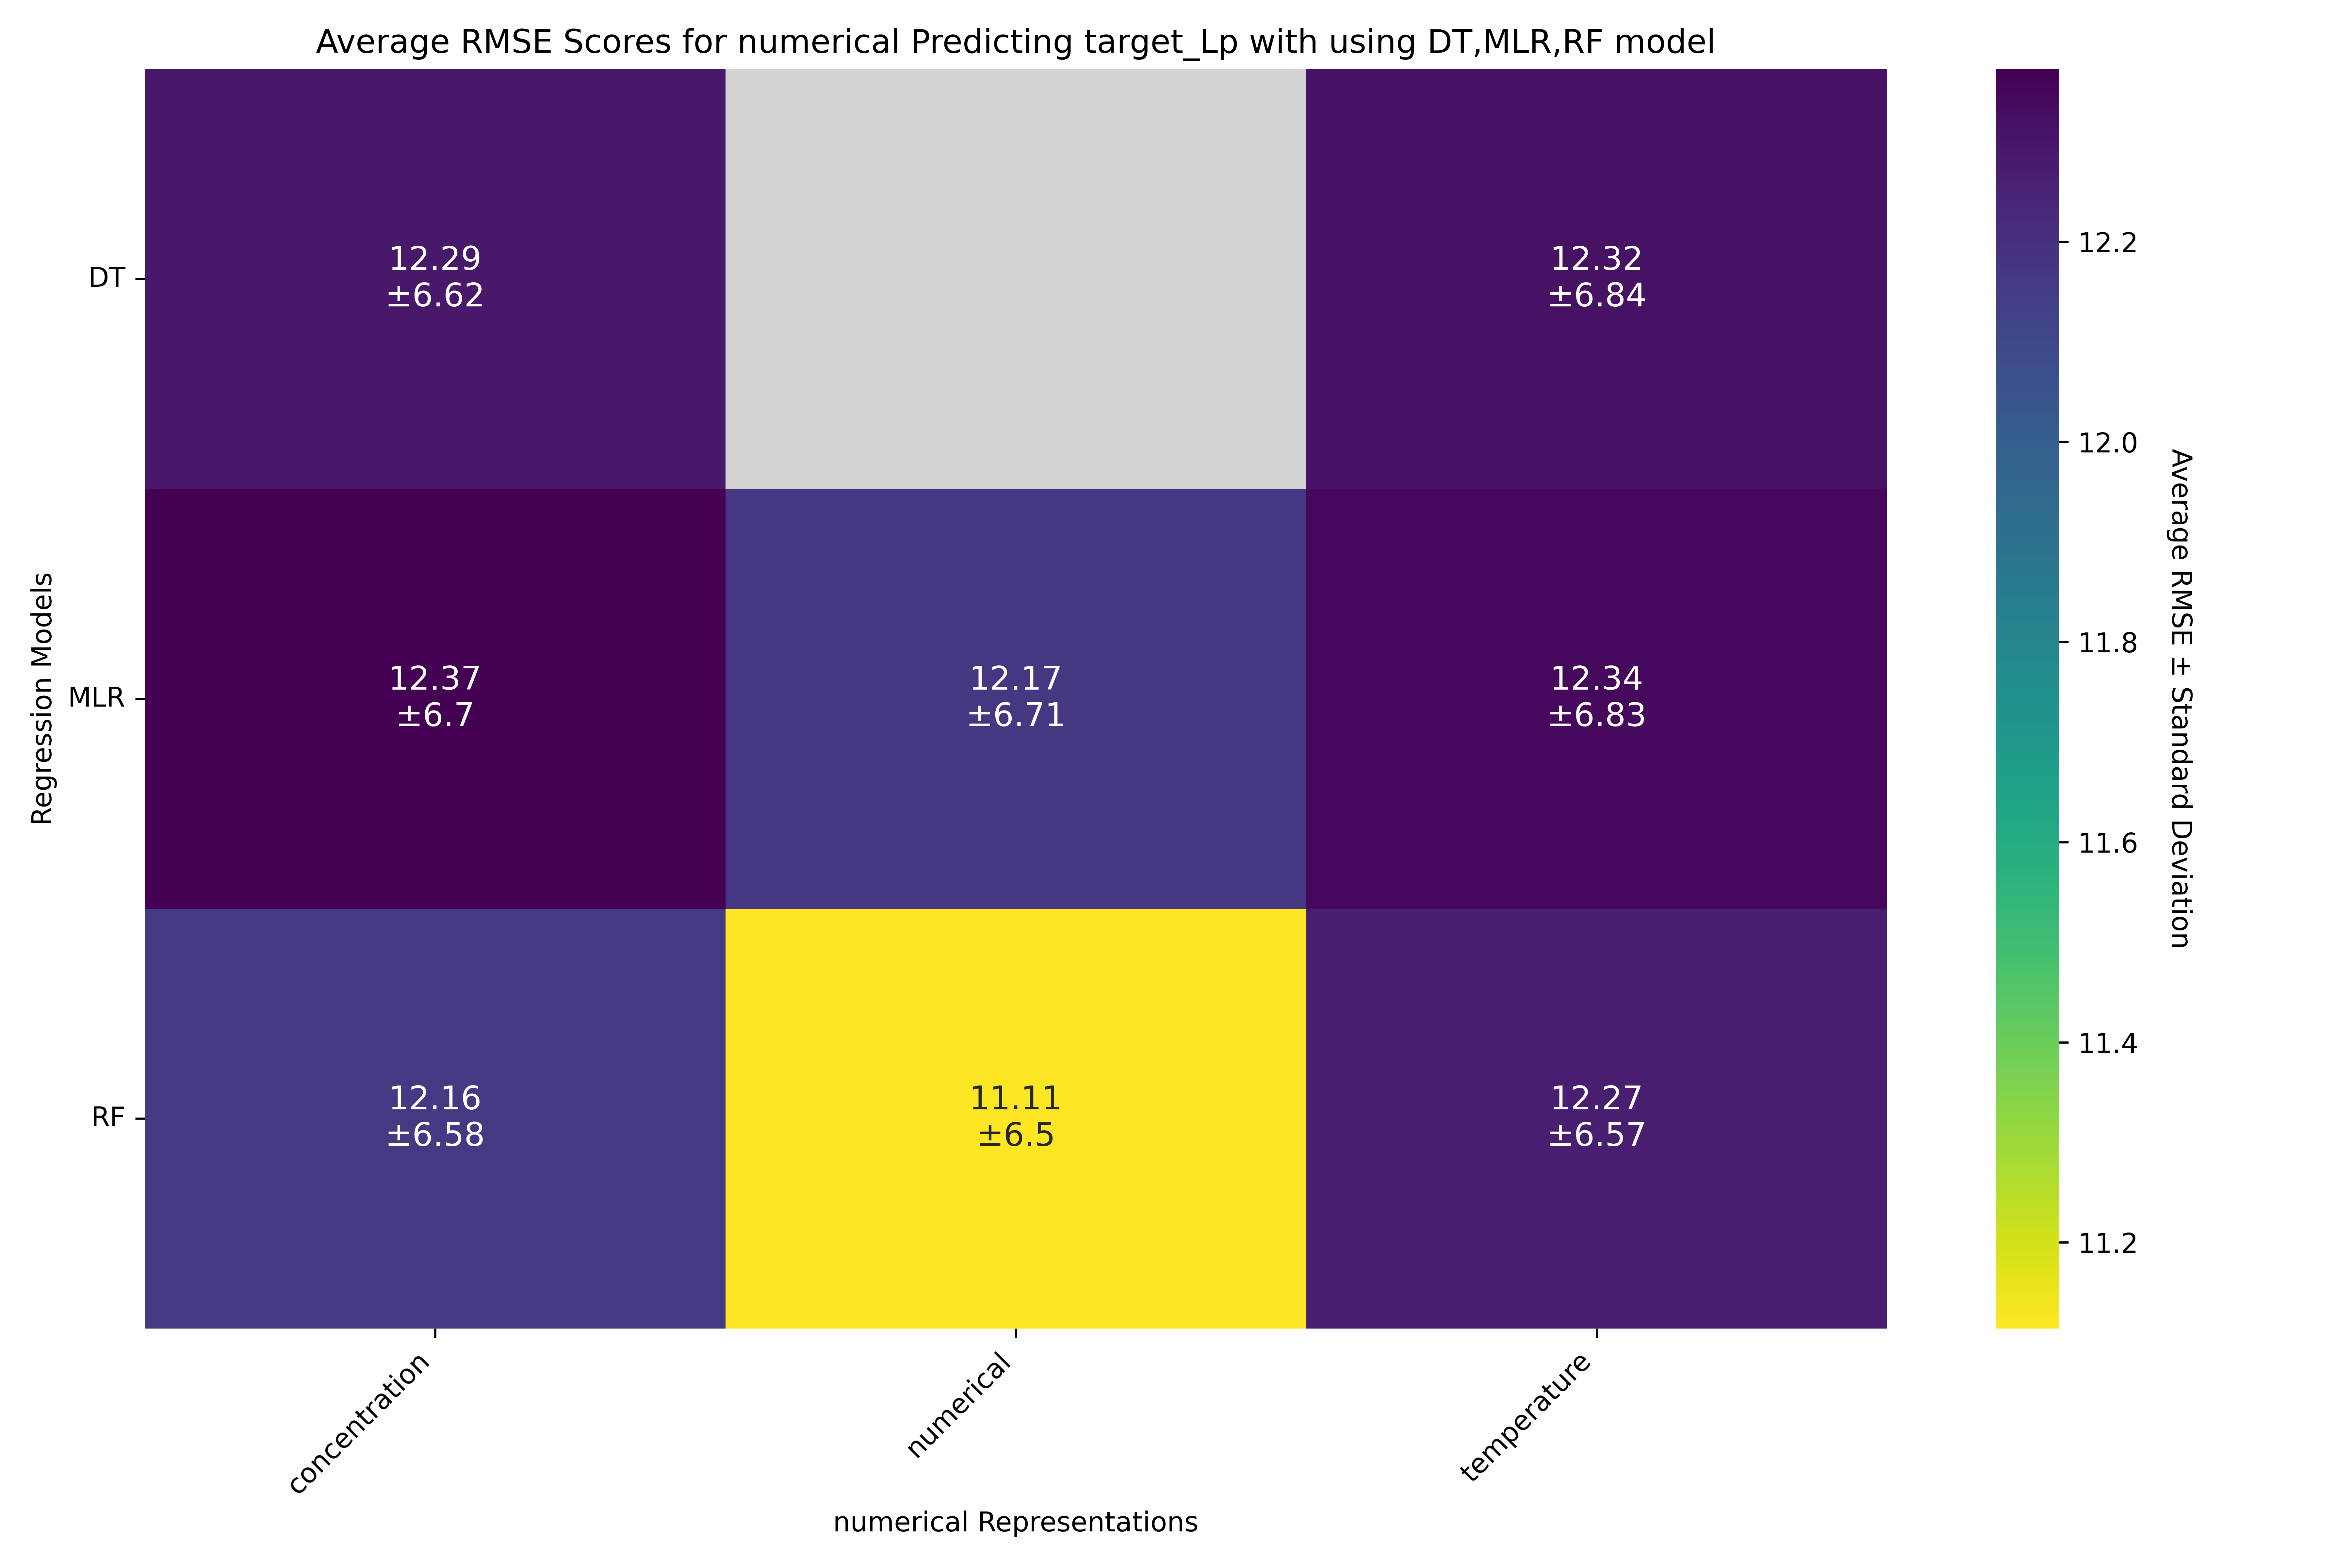 Average RMSE Scores for numerical Predicting target_Lp with using DT,MLR,RF model
Regression Models
DT
MLR
RF
12.29
±6.62
12.32
±6.84
12.37
±6.7
12.17
±6.71
12.34
±6.83
12.16
±6.58
11.11
±6.5
12.27
±6.57
concentration
numerical
temperature
numerical Representations
12.2
12.0
11.8
11.6
11.4
11.2
Average RMSE ± Standard Deviation